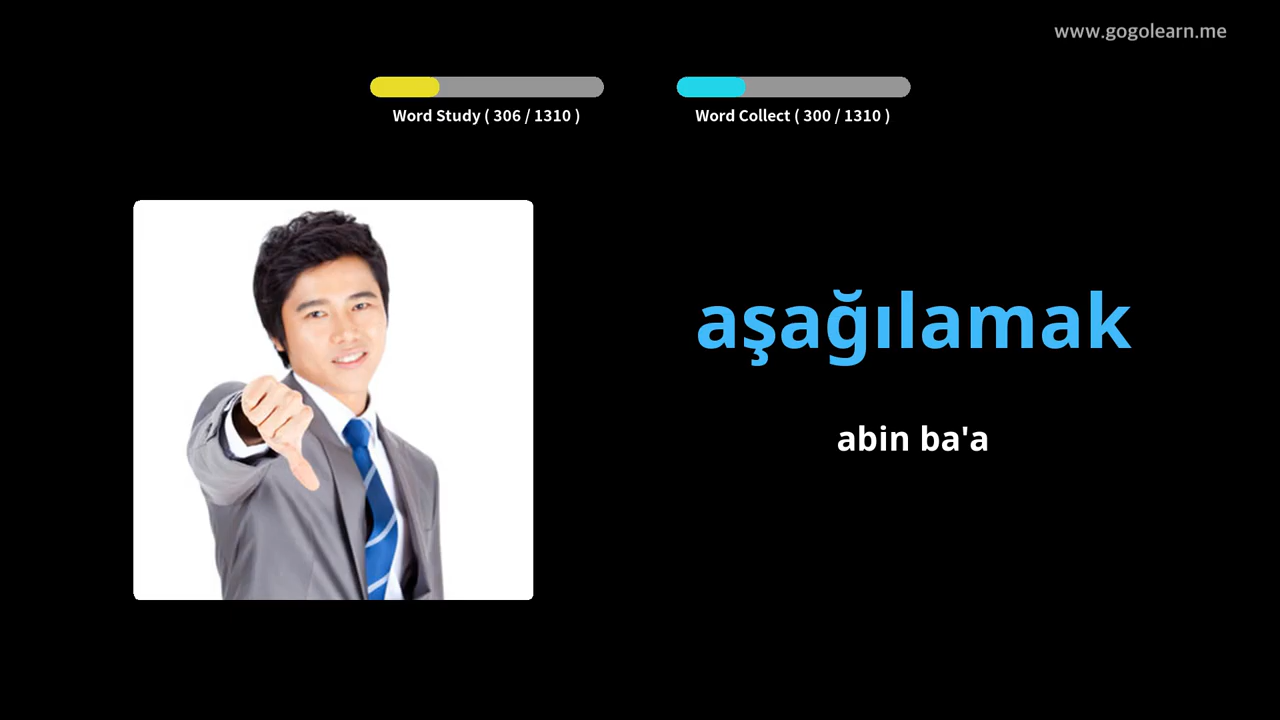 www.gogolearn.me
Word Study ( 306 / 1310 )
Word Collect ( 300 / 1310 )
aşağılamak
abin ba'a